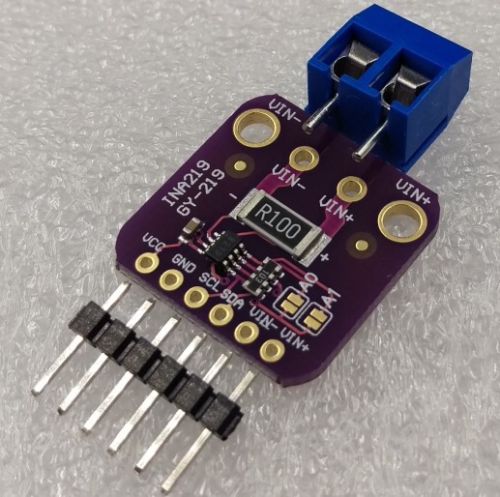 VIN-
VIN+
VIN-
VIN+
INA219
GY-219
-
R100
+
VCC
GND
SCL
SDA
VIN-
VIN+
A0
A1